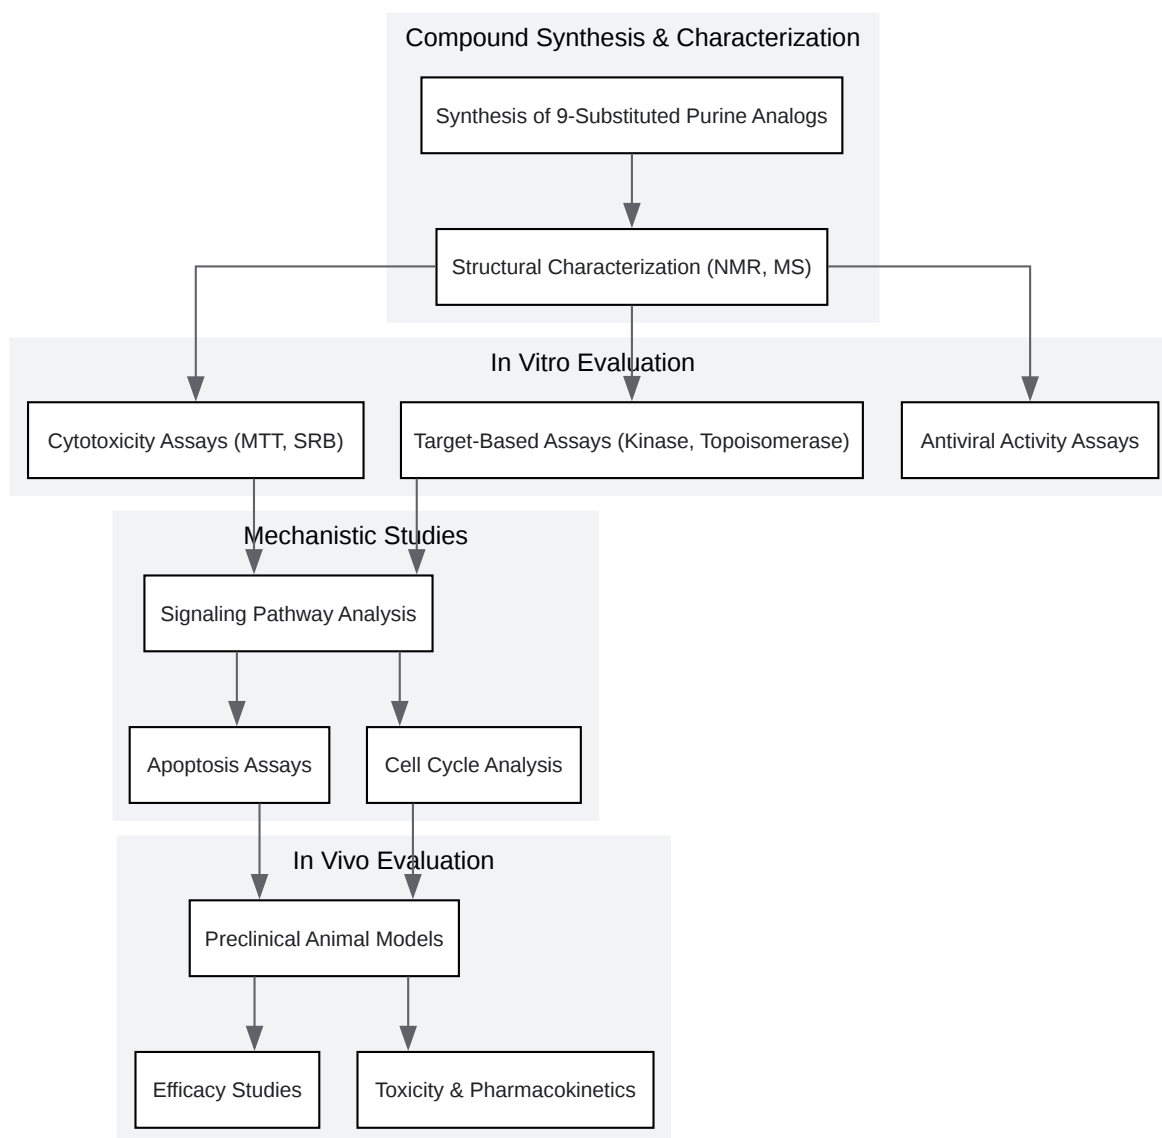 Compound Synthesis & Characterization
Synthesis of 9-Substituted Purine Analogs
Structural Characterization (NMR, MS)
In Vitro Evaluation
Cytotoxicity Assays (MTT, SRB)
Target-Based Assays (Kinase, Topoisomerase)
Antiviral Activity Assays
Mechanistic Studies
Signaling Pathway Analysis
Apoptosis Assays
Cell Cycle Analysis
In Vivo Evaluation
Preclinical Animal Models
Efficacy Studies
Toxicity & Pharmacokinetics